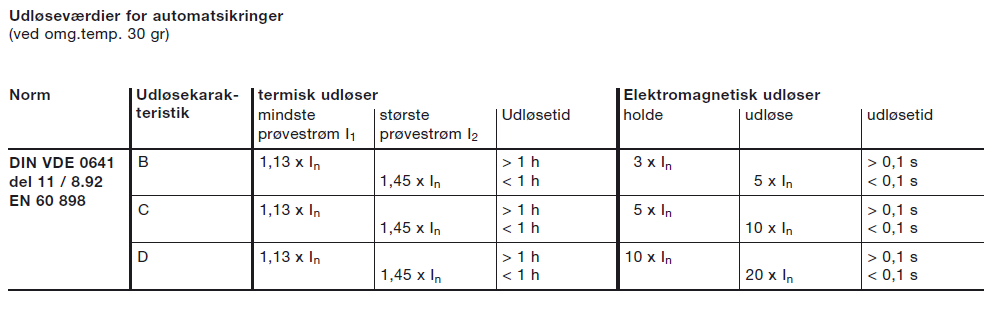 Udløseværdier for automatsikringer
(ved omg.temp. 30 gr)
Norm Udløsekarak- termisk udløser Elektromagnetisk udløser
teristik mindste største Udløsetid holde udløse udløsetid
prøvestrøm I1 prøvestrøm I2
DIN VDE 0641 B 1,13 x In > 1 h 3 x In > 0,1 s
del 11 / 8.92 1,45 x In < 1 h 5 x In < 0,1 s
EN 60 898
C 1,13 x In > 1 h 5 x In > 0,1 s
1,45 x In < 1 h 10 x In < 0,1 s
D 1,13 x In > 1 h 10 x In > 0,1 s
1,45 x In < 1 h 20 x In < 0,1 s